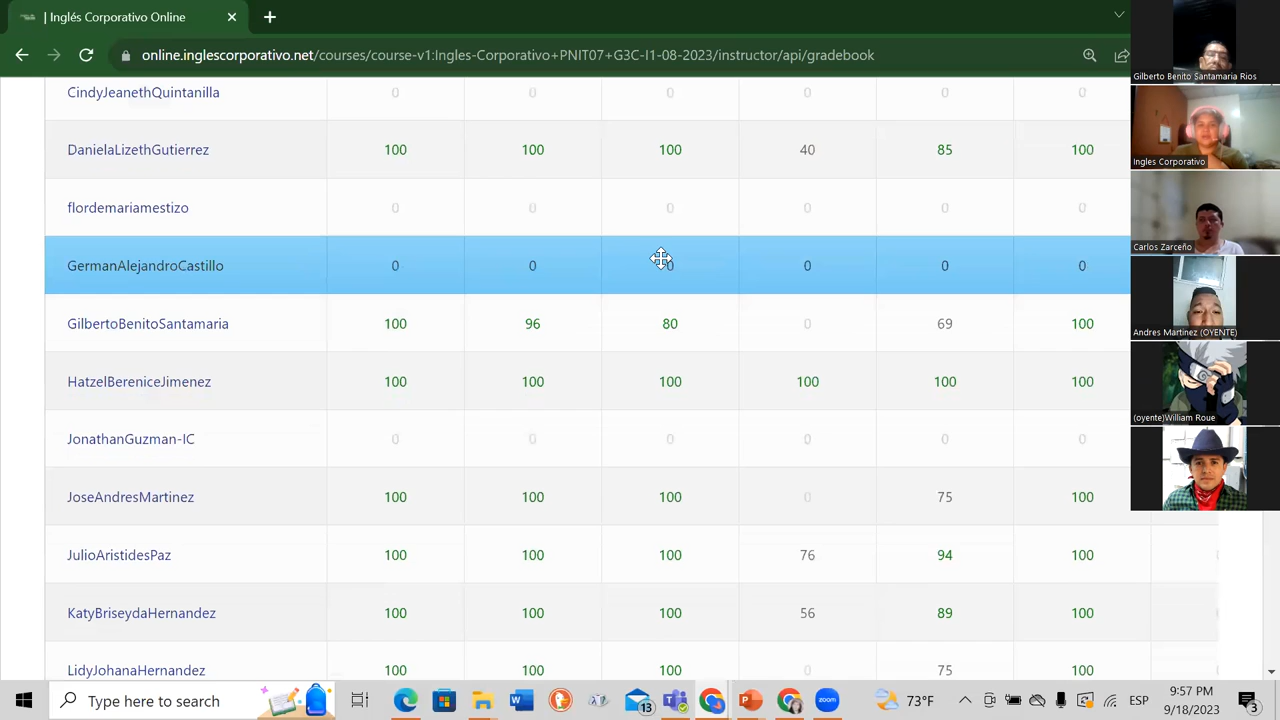 | Inglés Corporativo Online
online.inglescorporativo.net/courses/course-v1:Ingles-Corporativo+PNIT07+G3C-I1-08-2023/instructor/api/gradebook
CindyJeanethQuintanilla 0 0 0 0 0 0
DanielaLizethGutierrez 100 100 100 40 85 100
flordemariamestizo 0 0 0 0 0 0
GermanAlejandroCastillo 0 0 0 0 0 0
GilbertoBenitoSantamaria 100 96 80 0 69 100
HatzelBereniceJimenez 100 100 100 100 100 100
JonathanGuzman-IC 0 0 0 0 0 0
JoseAndresMartinez 100 100 100 0 75 100
JulioAristidesPaz 100 100 100 76 94 100
KatyBriseydaHernandez 100 100 100 56 89 100
LidyJohanaHernandez 100 100 100 0 75 100
Gilberto Benito Santamaria Rios
Ingles Corporativo
Carlos Zarceño
Andres Martinez (OYENTE)
(oyente)William Roue
Type here to search
13
zoom
73°F
ESP
9:57 PM
9/18/2023
3